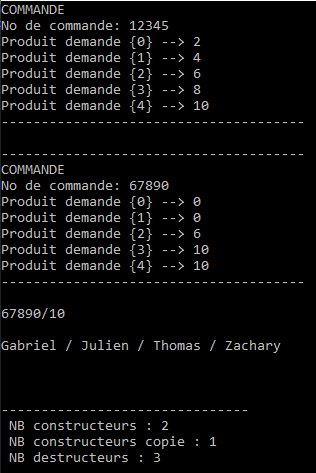 COMMANDE
No de commande: 12345
Produit demande {0} --> 2
Produit demande {1} --> 4
Produit demande {2} --> 6
Produit demande {3} --> 8
Produit demande {4} --> 10
--------------------------------------
--------------------------------------
COMMANDE
No de commande: 67890
Produit demande {0} --> 0
Produit demande {1} --> 0
Produit demande {2} --> 6
Produit demande {3} --> 10
Produit demande {4} --> 10
--------------------------------------
67890/10
Gabriel / Julien / Thomas / Zachary
-------------------------------
NB constructeurs : 2
NB constructeurs copie : 1
NB destructeurs : 3